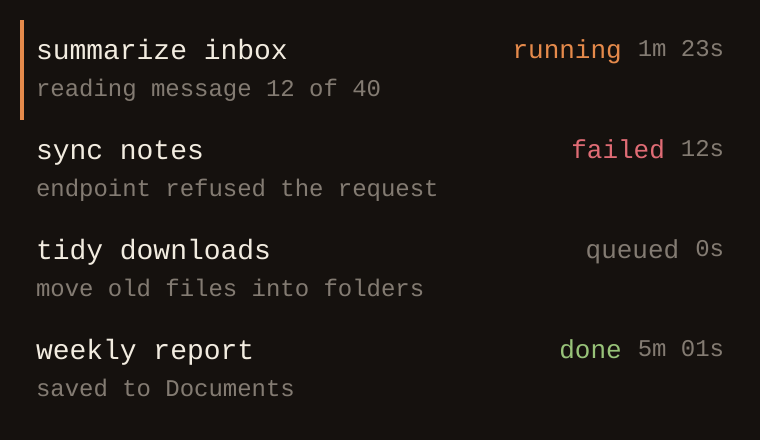 summarize inbox running 1m 23s
reading message 12 of 40
sync notes failed 12s
endpoint refused the request
tidy downloads queued 0s
move old files into folders
weekly report done 5m 01s
saved to Documents